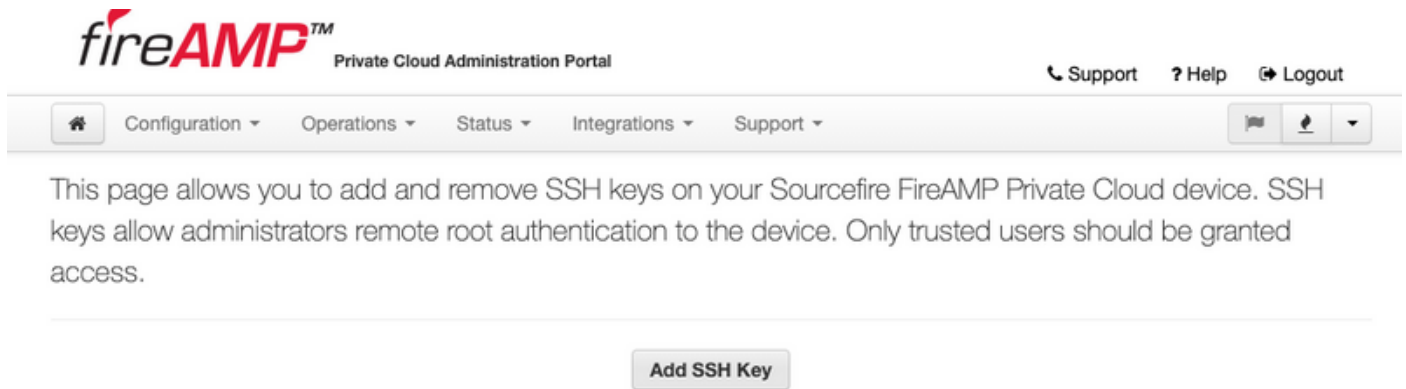 fireAMP™
Private Cloud Administration Portal
Support ? Help Logout
Configuration Operations Status Integrations Support
This page allows you to add and remove SSH keys on your Sourcefire FireAMP Private Cloud device. SSH
keys allow administrators remote root authentication to the device. Only trusted users should be granted
access.
Add SSH Key